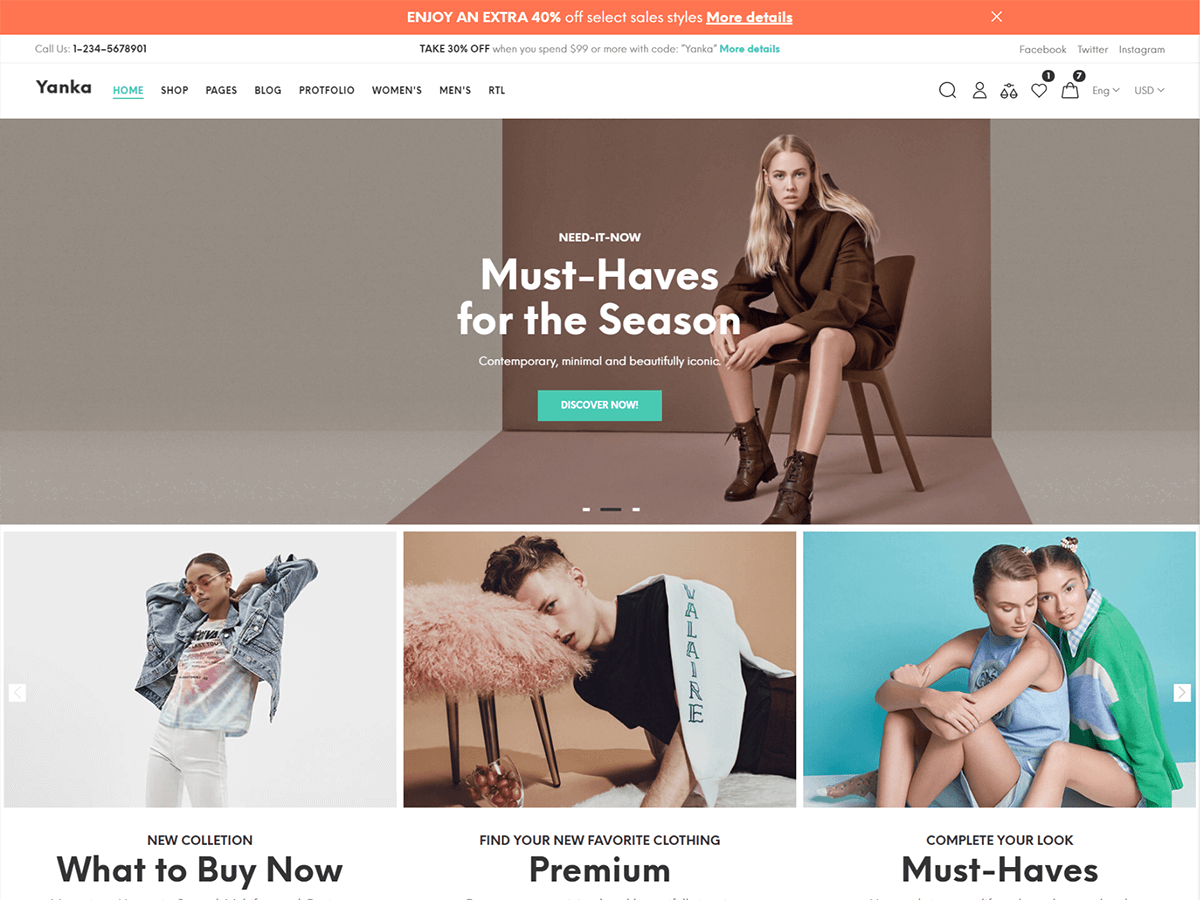 ENJOY AN EXTRA 40% off select sales styles More details
Call Us: 1-234-5678901
TAKE 30% OFF when you spend $99 or more with code: "Yanka" More details
Facebook Twitter Instagram
Yanka
HOME SHOP PAGES BLOG PROTFOLIO WOMEN'S MEN'S RTL
1 7
Eng USD
NEED-IT-NOW
Must-Haves
for the Season
Contemporary, minimal and beautifully iconic.
DISCOVER NOW!
VALAIRE
NEW COLLETION
What to Buy Now
FIND YOUR NEW FAVORITE CLOTHING
Premium
COMPLETE YOUR LOOK
Must-Haves